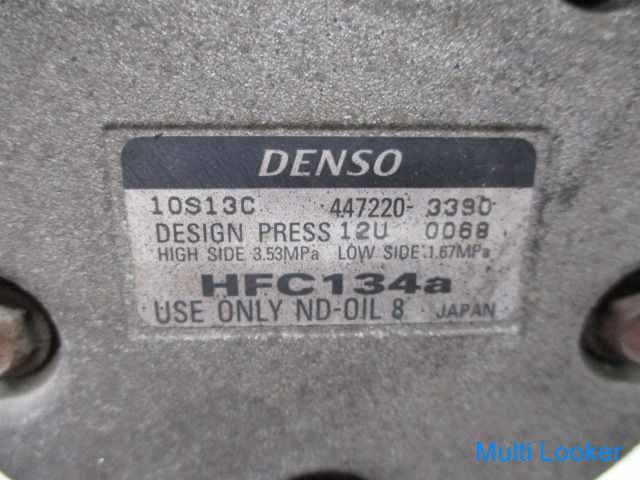 DENSO
10S13C 447220-3390
DESIGN PRESS 12U 0068
HIGH SIDE 3.53MPa LOW SIDE 1.67MPa
HFC134a
USE ONLY ND-OIL 8 JAPAN
Multi Looker